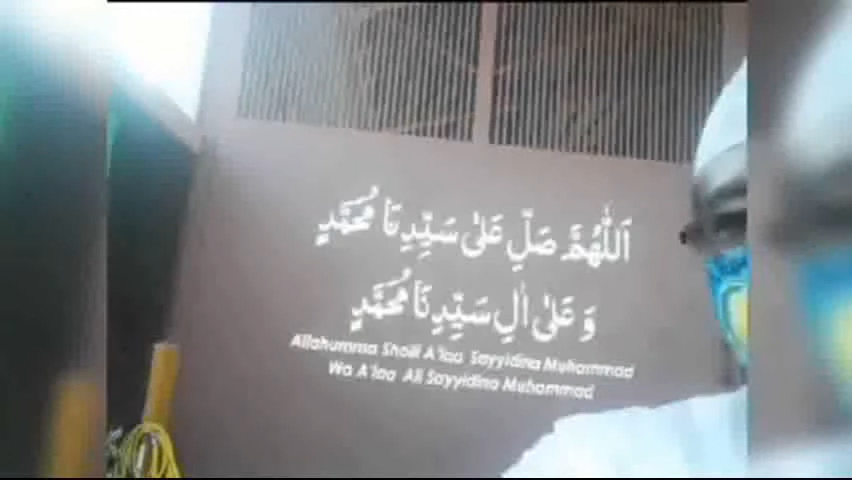 اَللّٰهُمَّ صَلِّ عَلٰى سَيِّدِنَا مُحَمَّدٍ
وَعَلٰى اٰلِ سَيِّدِنَا مُحَمَّدٍ
Allahumma Sholli A'laa Sayyidina Muhammad
Wa A'laa Ali Sayyidina Muhammad